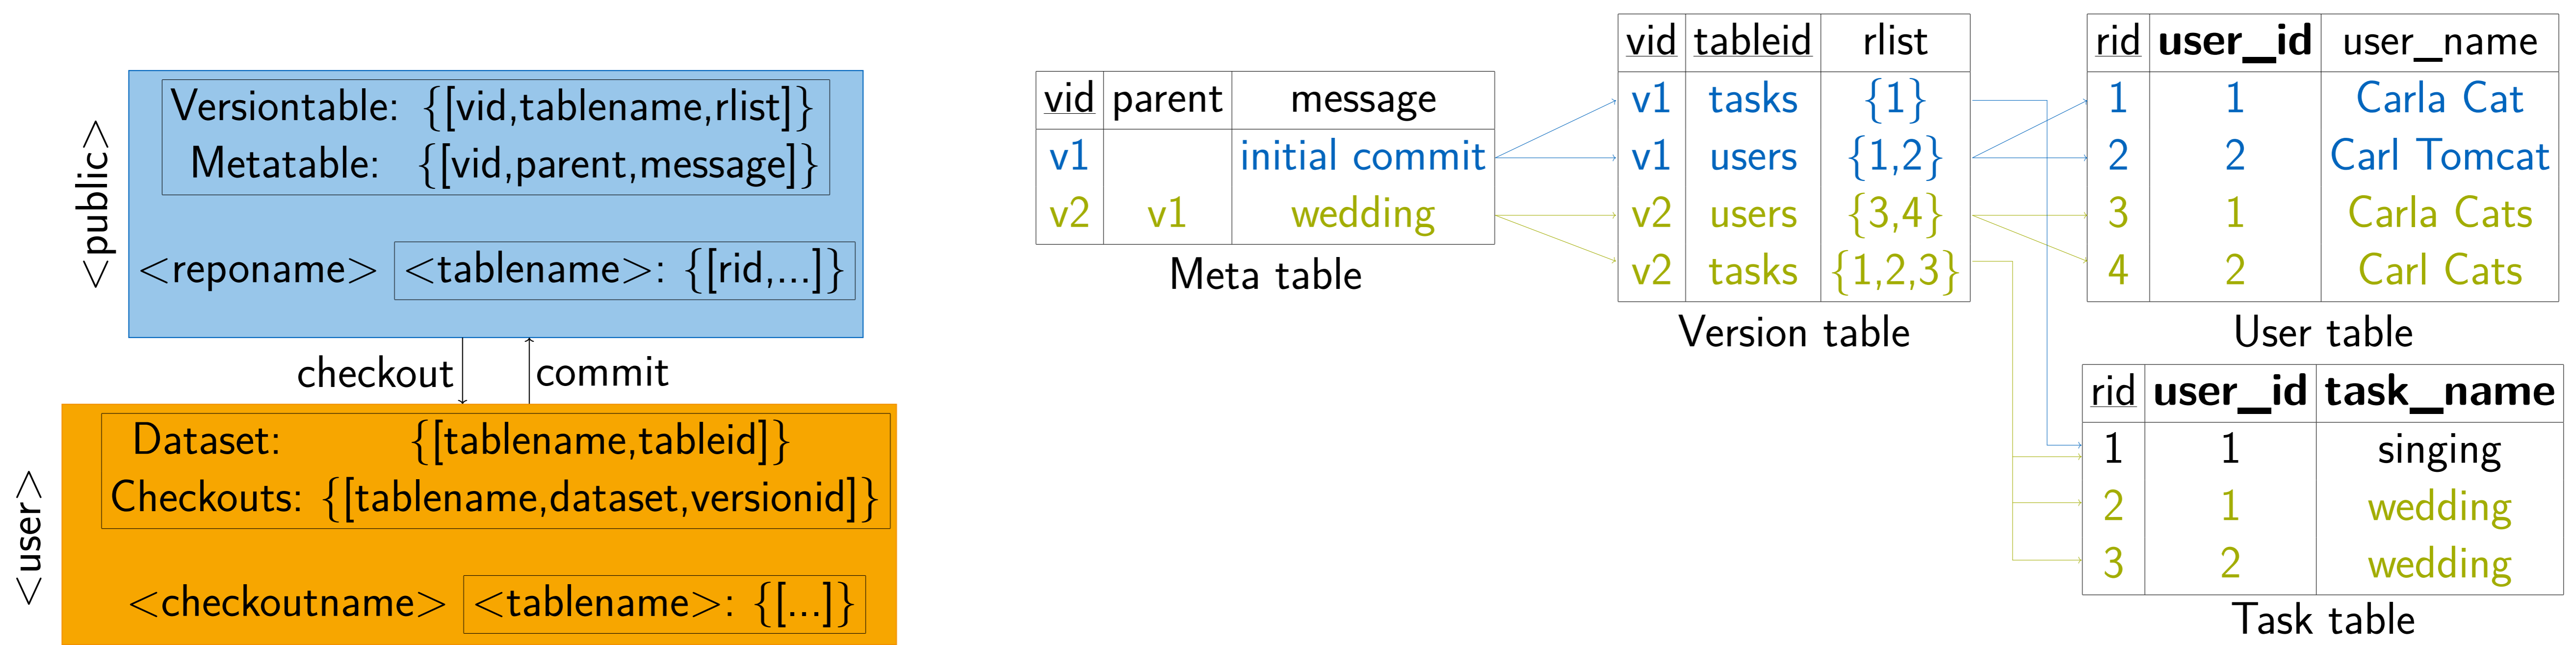 <public>
Versiontable: {[vid,tablename,rlist]}
Metatable: {[vid,parent,message]}
<reponame> <tablename>: {[rid,...]}
checkout commit
<user>
Dataset: {[tablename,tableid]}
Checkouts: {[tablename,dataset,versionid]}
<checkoutname> <tablename>: {[...]}
vid parent message
v1 initial commit
v2 v1 wedding
Meta table
vid tableid rlist
v1 tasks {1}
v1 users {1,2}
v2 users {3,4}
v2 tasks {1,2,3}
Version table
rid user_id user_name
1 1 Carla Cat
2 2 Carl Tomcat
3 1 Carla Cats
4 2 Carl Cats
User table
rid user_id task_name
1 1 singing
2 1 wedding
3 2 wedding
Task table